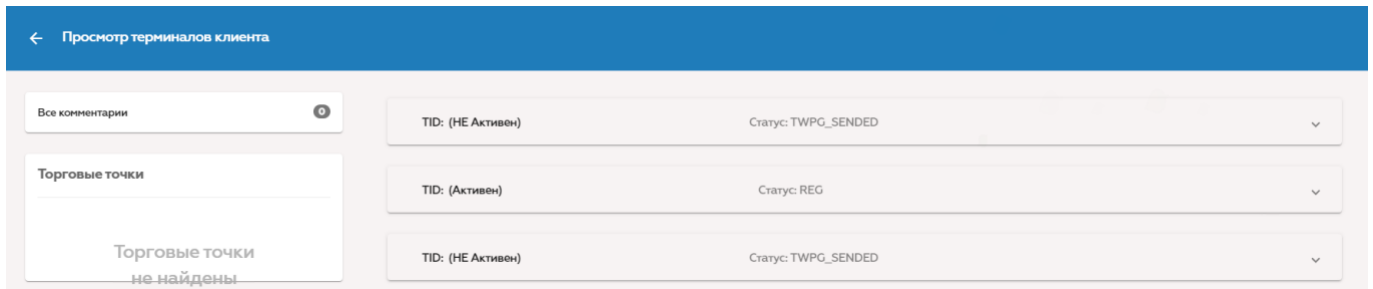 Просмотр терминалов клиента
Все комментарии 0
Торговые точки
Торговые точки
не найдены
TID: (НЕ Активен) Статус: TWPG_SENDED
TID: (Активен) Статус: REG
TID: (НЕ Активен) Статус: TWPG_SENDED